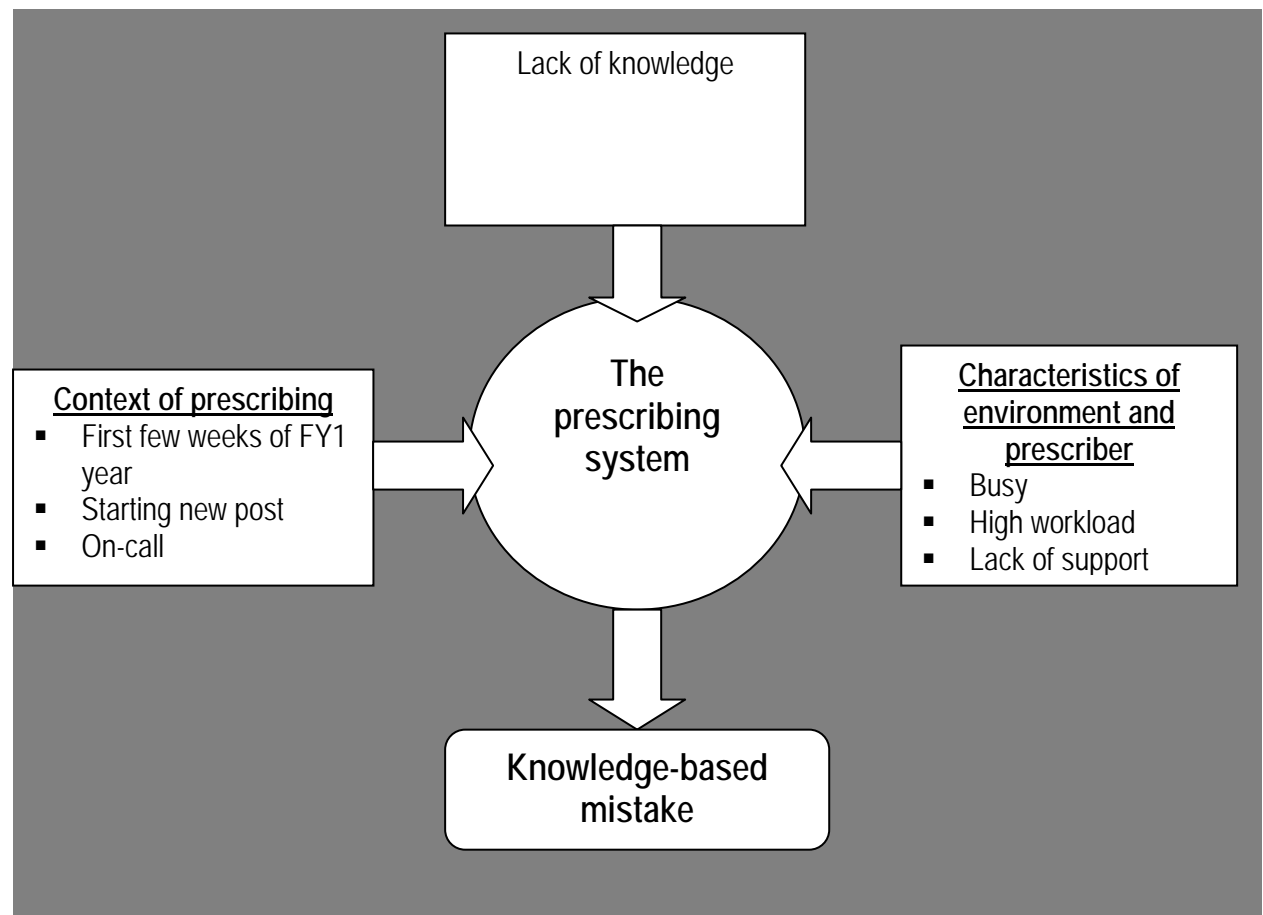 Lack of knowledge
The
prescribing
system
Context of prescribing
▪ First few weeks of FY1
year
▪ Starting new post
▪ On-call
Characteristics of
environment and
prescriber
▪ Busy
▪ High workload
▪ Lack of support
Knowledge-based
mistake